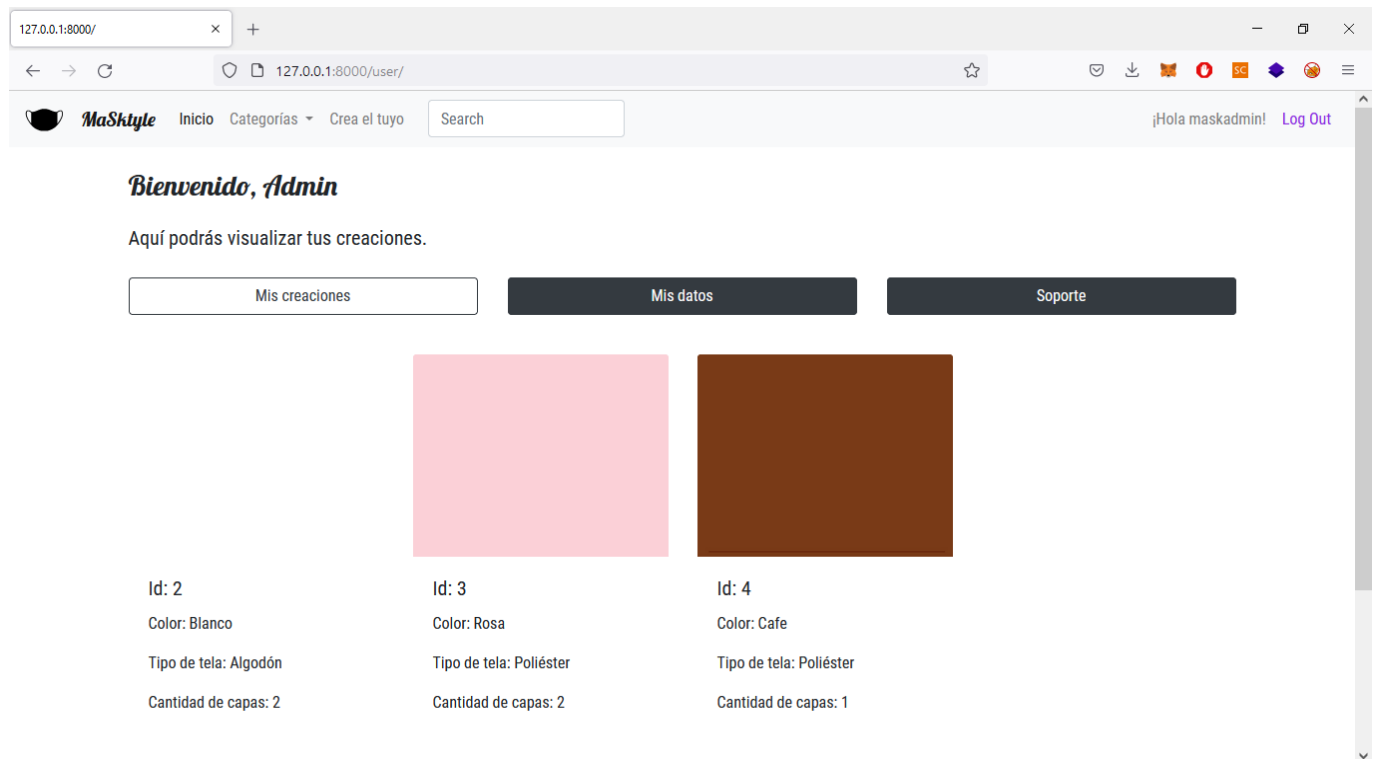 127.0.0.1:8000/
127.0.0.1:8000/user/
SC
MaSktyle Inicio Categorías Crea el tuyo Search ¡Hola maskadmin! Log Out
Bienvenido, Admin
Aquí podrás visualizar tus creaciones.
Mis creaciones Mis datos Soporte
Id: 2 Id: 3 Id: 4
Color: Blanco Color: Rosa Color: Cafe
Tipo de tela: Algodón Tipo de tela: Poliéster Tipo de tela: Poliéster
Cantidad de capas: 2 Cantidad de capas: 2 Cantidad de capas: 1